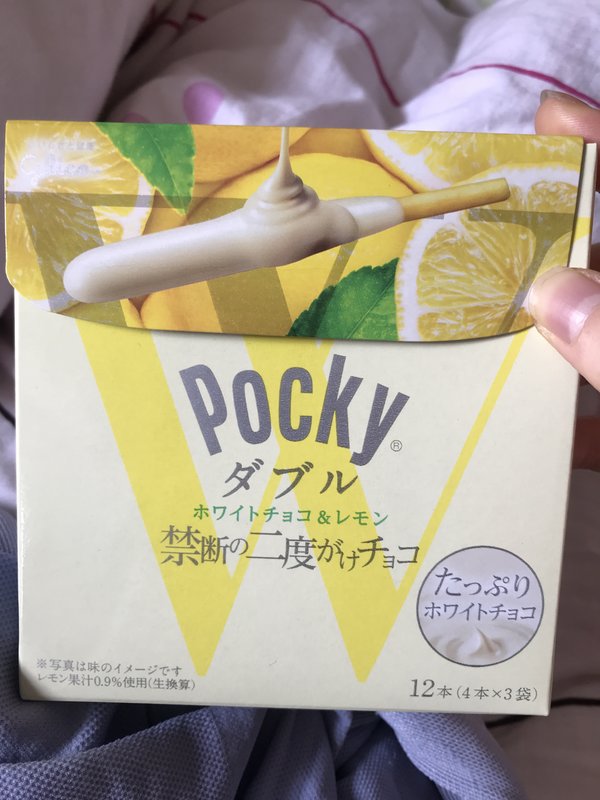 Pocky®
ダブル
ホワイトチョコ&レモン
禁断の二度がけチョコ
たっぷり
ホワイトチョコ
※写真は味のイメージです
レモン果汁0.9%使用(生換算)
12本(4本×3袋)